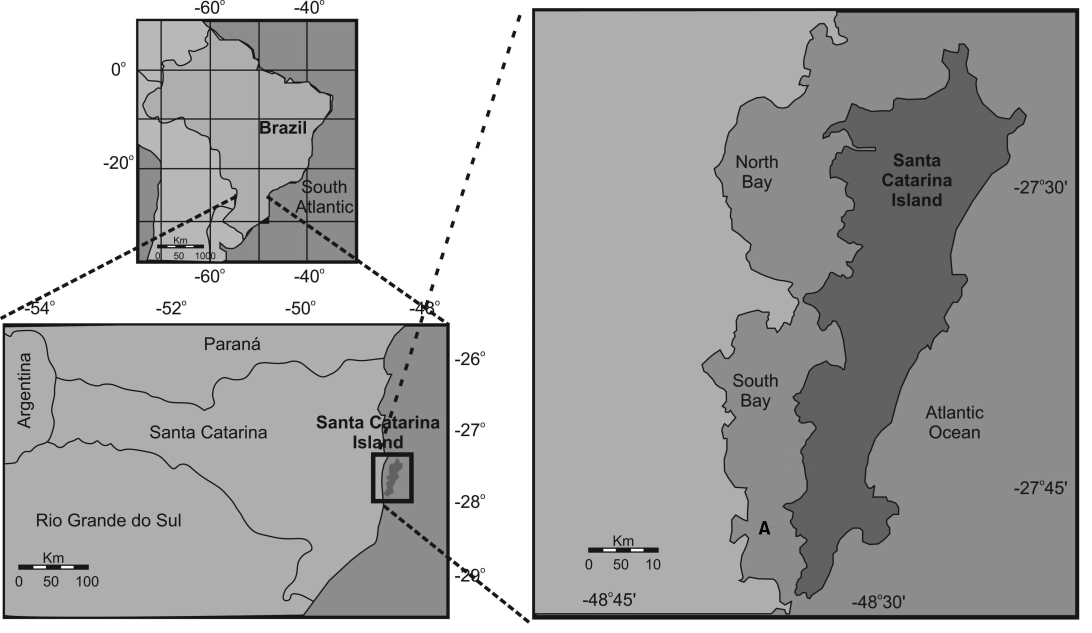 -60°
-40°
0°
-20°
Brazil
South
Atlantic
Km
0 50 1000
-60°
-40°
-54°
-52°
-50°
-48°
Argentina
Paraná
Santa Catarina
Santa Catarina
Island
Rio Grande do Sul
-26°
-27°
-28°
-29°
Km
0 50 100
North
Bay
Santa
Catarina
Island
-27°30'
South
Bay
Atlantic
Ocean
-27°45'
A
Km
0 50 10
-48°45'
-48°30'